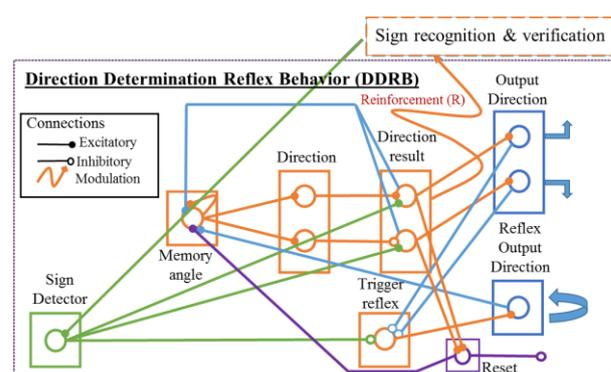 Sign recognition & verification
Direction Determination Reflex Behavior (DDRB)
Output
Direction
Reinforcement (R)
Connections
Excitatory
Inhibitory
Modulation
Direction
Direction
result
Memory
angle
Reflex
Output
Direction
Sign
Detector
Trigger
reflex
Reset